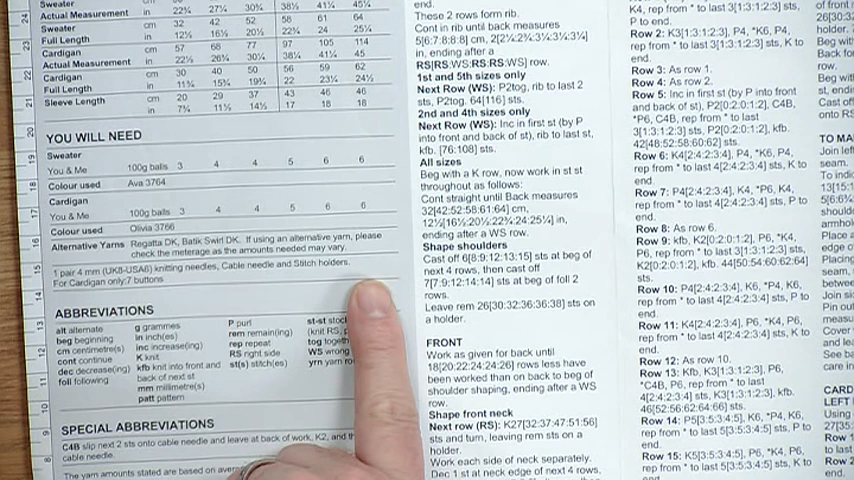 Sweater
Actual Measurement in 22¾ 27¼ 30¾ 38½ 41½ 45¼
Sweater cm 32 42 52 58 61 64
Full Length in 12½ 16½ 20½ 22¾ 24 25¼
Cardigan cm 57 68 77 97 105 114
Actual Measurement in 22½ 26¾ 30¼ 38¼ 41¼ 45
Cardigan cm 30 40 50 56 59 62
Full Length in 11¾ 15¾ 19¾ 22 23¼ 24½
Sleeve Length cm 20 29 37 43 46 46
in 7¾ 11½ 14½ 17 18 18
YOU WILL NEED
Sweater
You & Me 100g balls 3 4 4 5 6 6
Colour used Ava 3764
Cardigan
You & Me 100g balls 3 4 4 5 6 6
Colour used Olivia 3766
Alternative Yarns Regatta DK, Batik Swirl DK. If using an alternative yarn, please
check the meterage as the amounts needed may vary.
1 pair 4 mm (UK8-USA6) knitting needles, Cable needle and Stitch holders.
For Cardigan only:7 buttons
ABBREVIATIONS
alt alternate
beg beginning
cm centimetre(s)
cont continue
dec decrease(ing)
foll following
g grammes
in inch(es)
inc increase(ing)
K knit
kfb knit into front and
back of next st
mm millimetre(s)
patt pattern
P purl
rem remain(ing)
rep repeat
RS right side
st(s) stitch(es)
st-st stock
(knit RS, p
tog togeth
WS wrong
yrn yarn ro
SPECIAL ABBREVIATIONS
C4B slip next 2 sts onto cable needle and leave at back of work, K2, and th
cable needle.
The yarn amounts stated are based on aver
end.
These 2 rows form rib.
Cont in rib until back measures
5[6:7:8:8:8] cm, 2[2¼:2¾:3¼:3¼:3¼]
in, ending after a
RS[RS:WS:RS:RS:WS] row.
1st and 5th sizes only
Next Row (WS): P2tog, rib to last 2
sts, P2tog. 64[116] sts.
2nd and 4th sizes only
Next Row (WS): Inc in first st (by P into
front and back of st), rib to last st,
kfb. [76:108] sts.
All sizes
Beg with a K row, now work in st st
throughout as follows:
Cont straight until Back measures
32[42:52:58:61:64] cm,
12½[16½:20½:22¾:24:25¼] in,
ending after a WS row.
Shape shoulders
Cast off 6[8:9:12:13:15] sts at beg of
next 4 rows, then cast off
7[7:9:12:14:14] sts at beg of foll 2
rows.
Leave rem 26[30:32:36:36:38] sts on
a holder.
FRONT
Work as given for back until
18[20:22:24:24:26] rows less have
been worked than on back to beg of
shoulder shaping, ending after a WS
row.
Shape front neck
Next row (RS): K27[32:37:47:51:56]
sts and turn, leaving rem sts on a
holder.
Work each side of neck separately.
Dec 1 st at neck edge of next 4 rows.
K4, rep from * to last 3[1:3:1:2:3] sts,
P to end.
Row 2: K3[1:3:1:2:3], P4, *K6, P4,
rep from * to last 3[1:3:1:2:3] sts, K to
end.
Row 3: As row 1.
Row 4: As row 2.
Row 5: Inc in first st (by P into front
and back of st), P2[0:2:0:1:2], C4B,
*P6, C4B, rep from * to last
3[1:3:1:2:3] sts, P2[0:2:0:1:2], kfb.
42[48:52:58:60:62] sts.
Row 6: K4[2:4:2:3:4], P4, *K6, P4,
rep from * to last 4[2:4:2:3:4] sts, K to
end.
Row 7: P4[2:4:2:3:4], K4, *P6, K4,
rep from * to last 4[2:4:2:3:4] sts, P to
end.
Row 8: As row 6.
Row 9: kfb, K2[0:2:0:1:2], P4, *K6,
P4, rep from * to last 3[1:3:1:2:3] sts,
K2[0:2:0:1:2], kfb. 44[50:54:60:62:64]
sts.
Row 10: P4[2:4:2:3:4], K6, *P4, K6,
rep from * to last 4[2:4:2:3:4] sts, P to
end.
Row 11: K4[2:4:2:3:4], P6, *K4, P6,
rep from * to last 4[2:4:2:3:4] sts, K to
end.
Row 12: As row 10.
Row 13: Kfb, K3[1:3:1:2:3], P6,
*C4B, P6, rep from * to last
4[2:4:2:3:4] sts, K3[1:3:1:2:3], kfb.
46[52:56:62:64:66] sts.
Row 14: P5[3:5:3:4:5], K6, *P4, K6,
rep from * to last 5[3:5:3:4:5] sts, P to
end.
Row 15: K5[3:5:3:4:5], P6, *K4, P6,
rep from * to last 5[3:5:3:4:5] sts, K